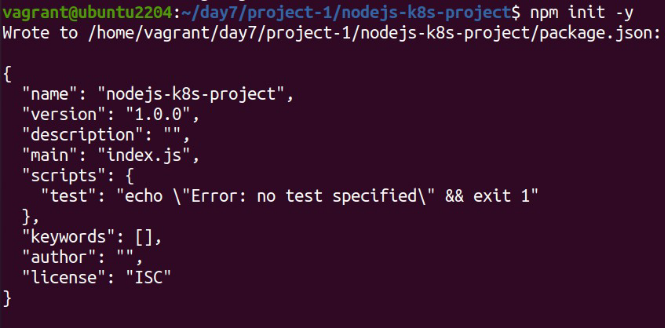 vagrant@ubuntu2204:~/day7/project-1/nodejs-k8s-project$ npm init -y
Wrote to /home/vagrant/day7/project-1/nodejs-k8s-project/package.json:
{
  "name": "nodejs-k8s-project",
  "version": "1.0.0",
  "description": "",
  "main": "index.js",
  "scripts": {
    "test": "echo \"Error: no test specified\" && exit 1"
  },
  "keywords": [],
  "author": "",
  "license": "ISC"
}